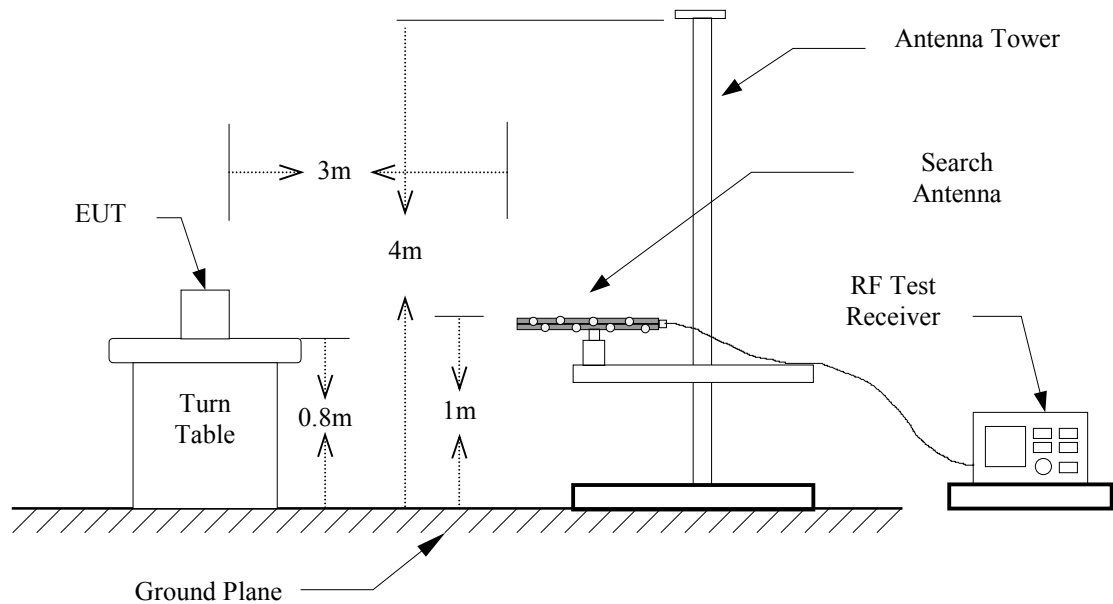 Antenna Tower
3m
Search
Antenna
EUT
4m
RF Test
Receiver
Turn
Table
0.8m
1m
Ground Plane